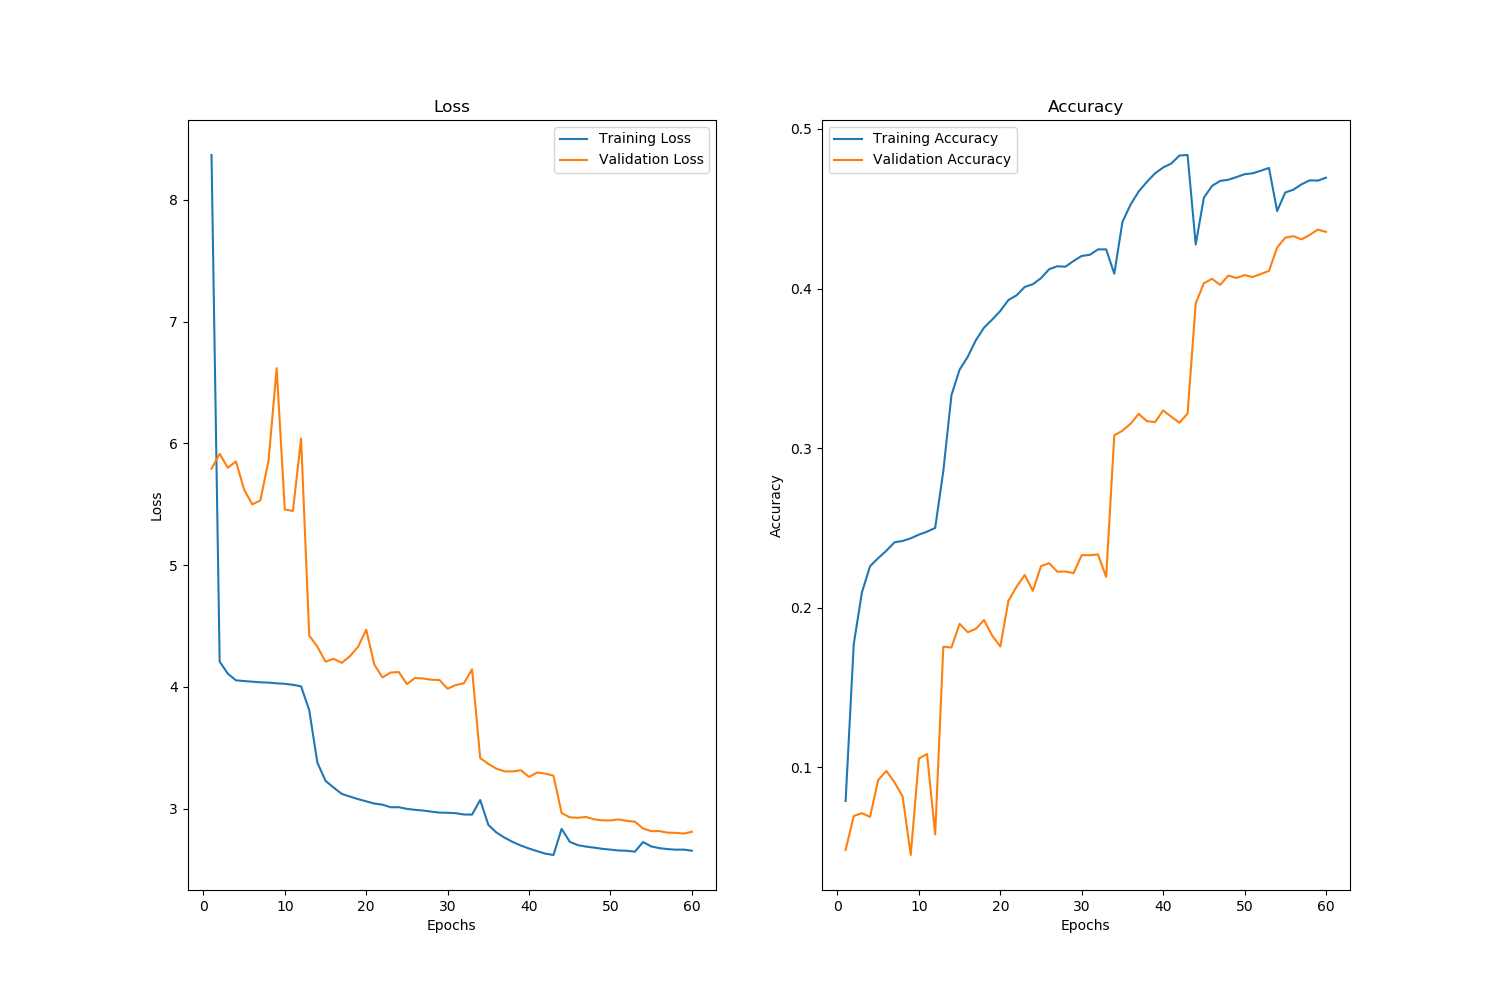 Loss
Training Loss
Validation Loss
8
7
6
5
4
3
Loss
0 10 20 30 40 50 60
Epochs
Accuracy
Training Accuracy
Validation Accuracy
0.5
0.4
0.3
0.2
0.1
Accuracy
0 10 20 30 40 50 60
Epochs